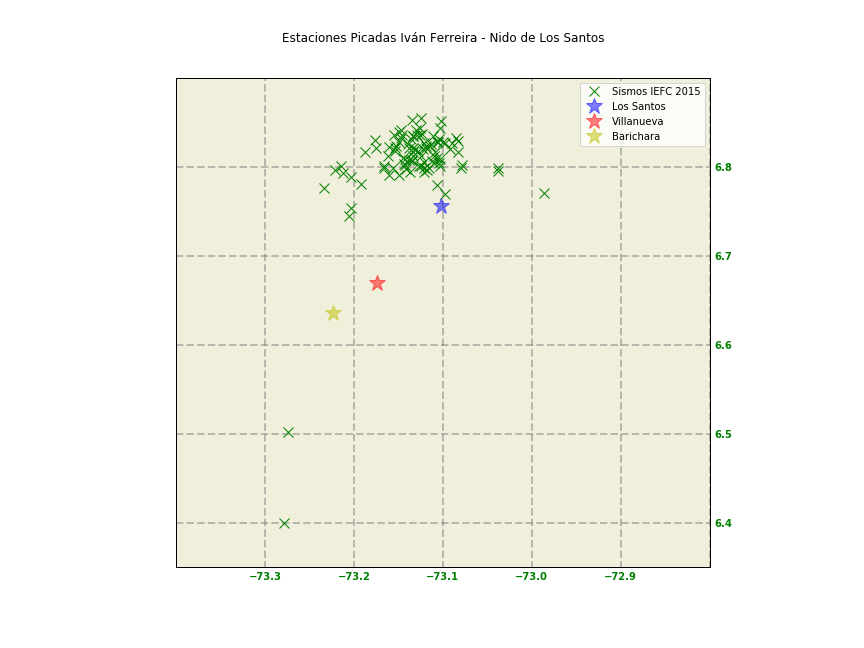 Estaciones Picadas Iván Ferreira - Nido de Los Santos
Sismos IEFC 2015
Los Santos
Villanueva
Barichara
6.8
6.7
6.6
6.5
6.4
−73.3 −73.2 −73.1 −73.0 −72.9